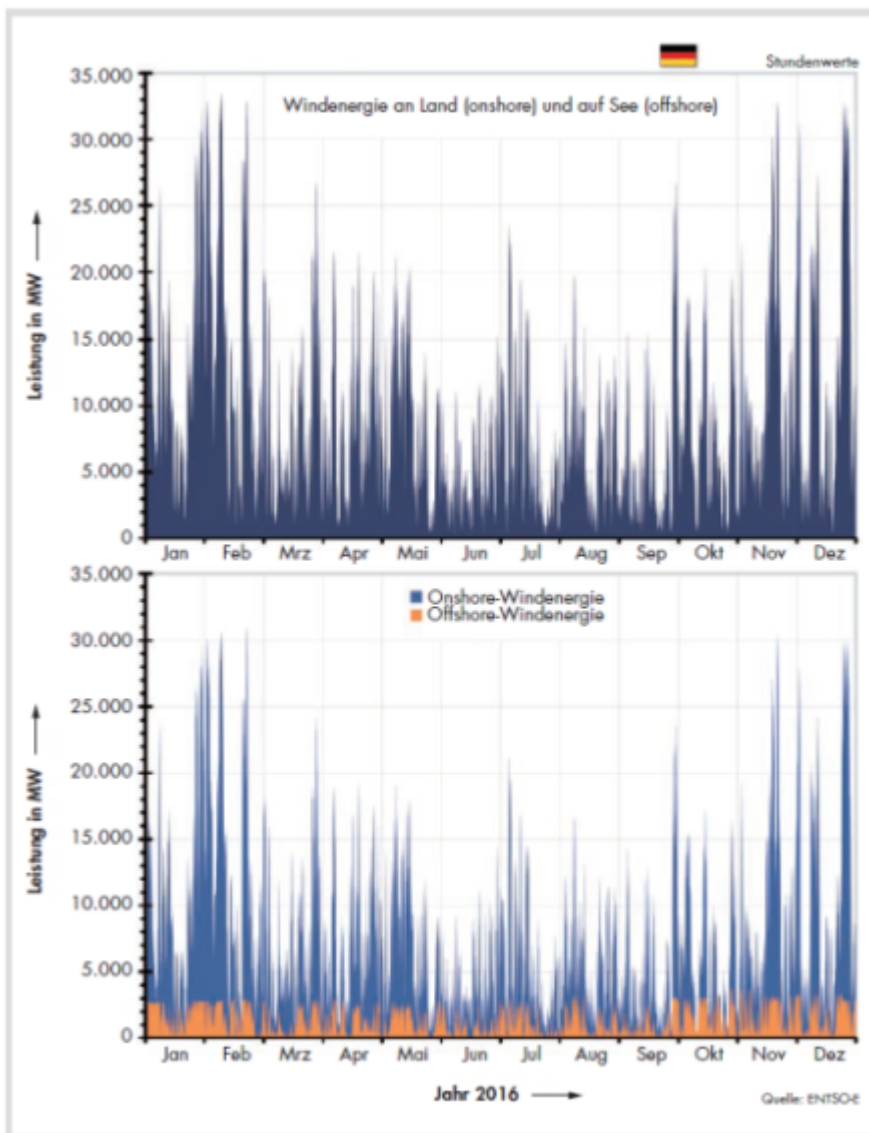 Stundenwerte
Windenergie an Land (onshore) und auf See (offshore)
Leistung in MW
35.000
30.000
25.000
20.000
15.000
10.000
5.000
0
Jan Feb Mrz Apr Mai Jun Jul Aug Sep Okt Nov Dez
Onshore-Windenergie
Offshore-Windenergie
Leistung in MW
35.000
30.000
25.000
20.000
15.000
10.000
5.000
0
Jan Feb Mrz Apr Mai Jun Jul Aug Sep Okt Nov Dez
Jahr 2016
Quelle: ENTSO-E